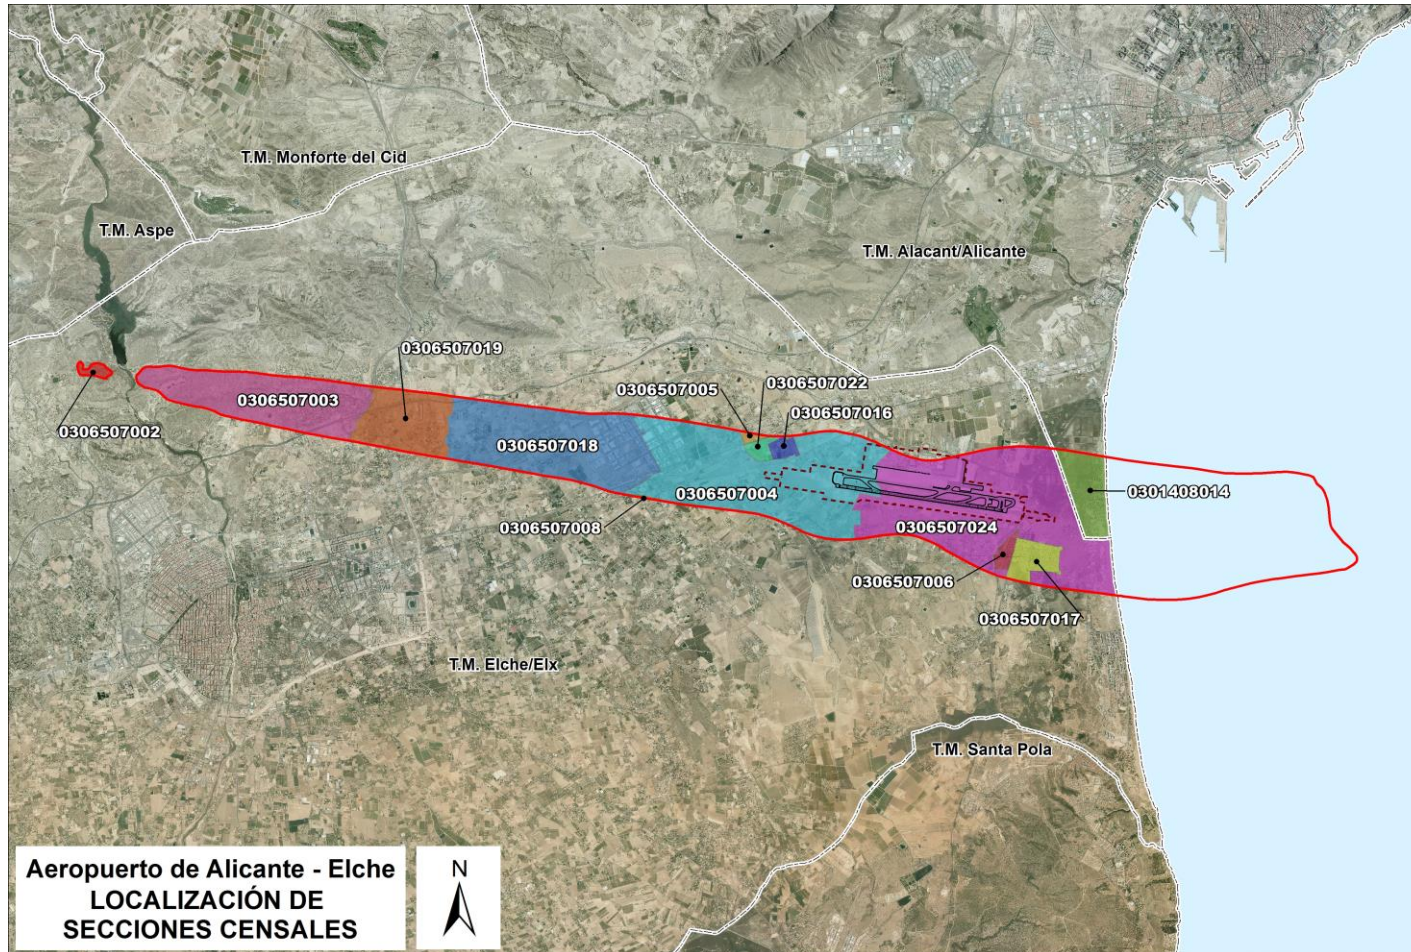 T.M. Monforte del Cid
T.M. Aspe
T.M. Alacant/Alicante
0306507019
0306507005
0306507022
0306507016
0306507003
0306507002
0306507018
0306507004
0301408014
0306507008
0306507024
0306507006
0306507017
T.M. Elche/Elx
T.M. Santa Pola
Aeropuerto de Alicante - Elche
LOCALIZACIÓN DE
SECCIONES CENSALES
N